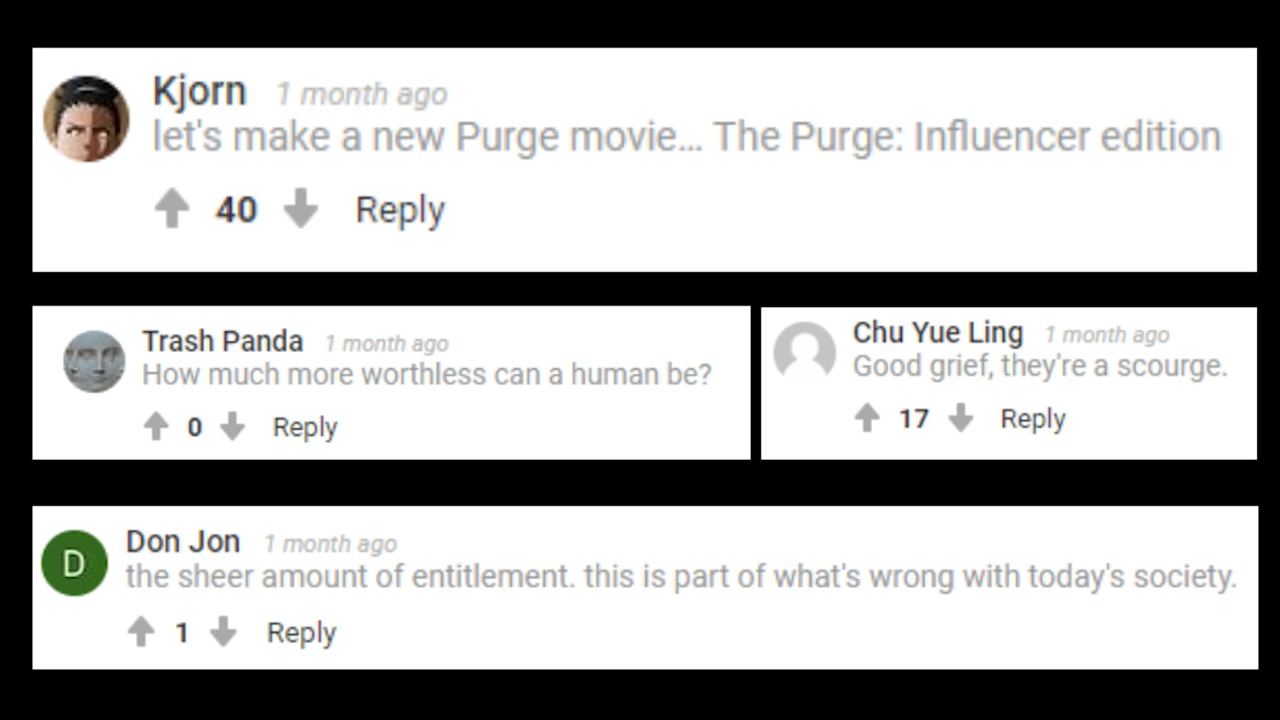 Kjorn 1 month ago
let's make a new Purge movie... The Purge: Influencer edition
40 Reply
Trash Panda 1 month ago
How much more worthless can a human be?
0 Reply
Chu Yue Ling 1 month ago
Good grief, they're a scourge.
17 Reply
D
Don Jon 1 month ago
the sheer amount of entitlement. this is part of what's wrong with today's society.
1 Reply